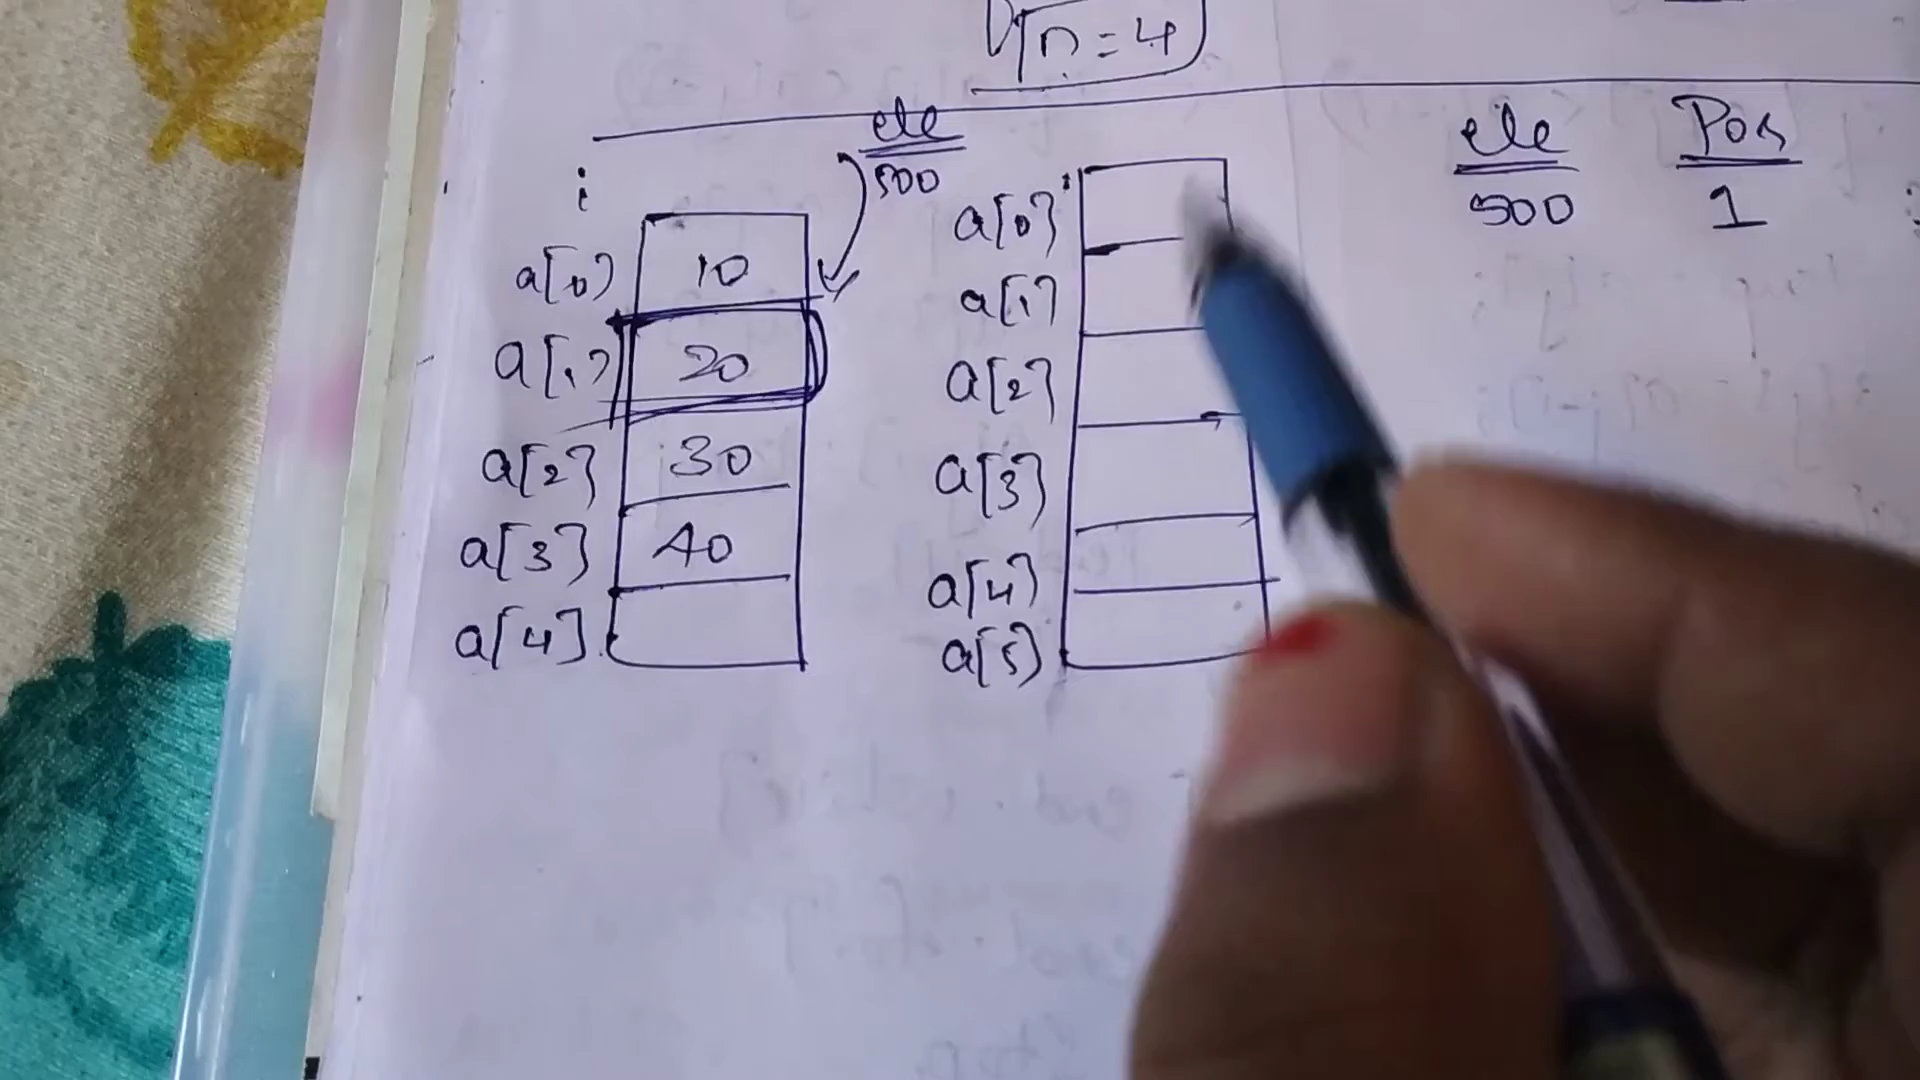 n=4
ele
500
i
a[0] 10
a[1] 20
a[2] 30
a[3] 40
a[4]
a[0]
a[1]
a[2]
a[3]
a[4]
a[5]
ele Pos
500 1